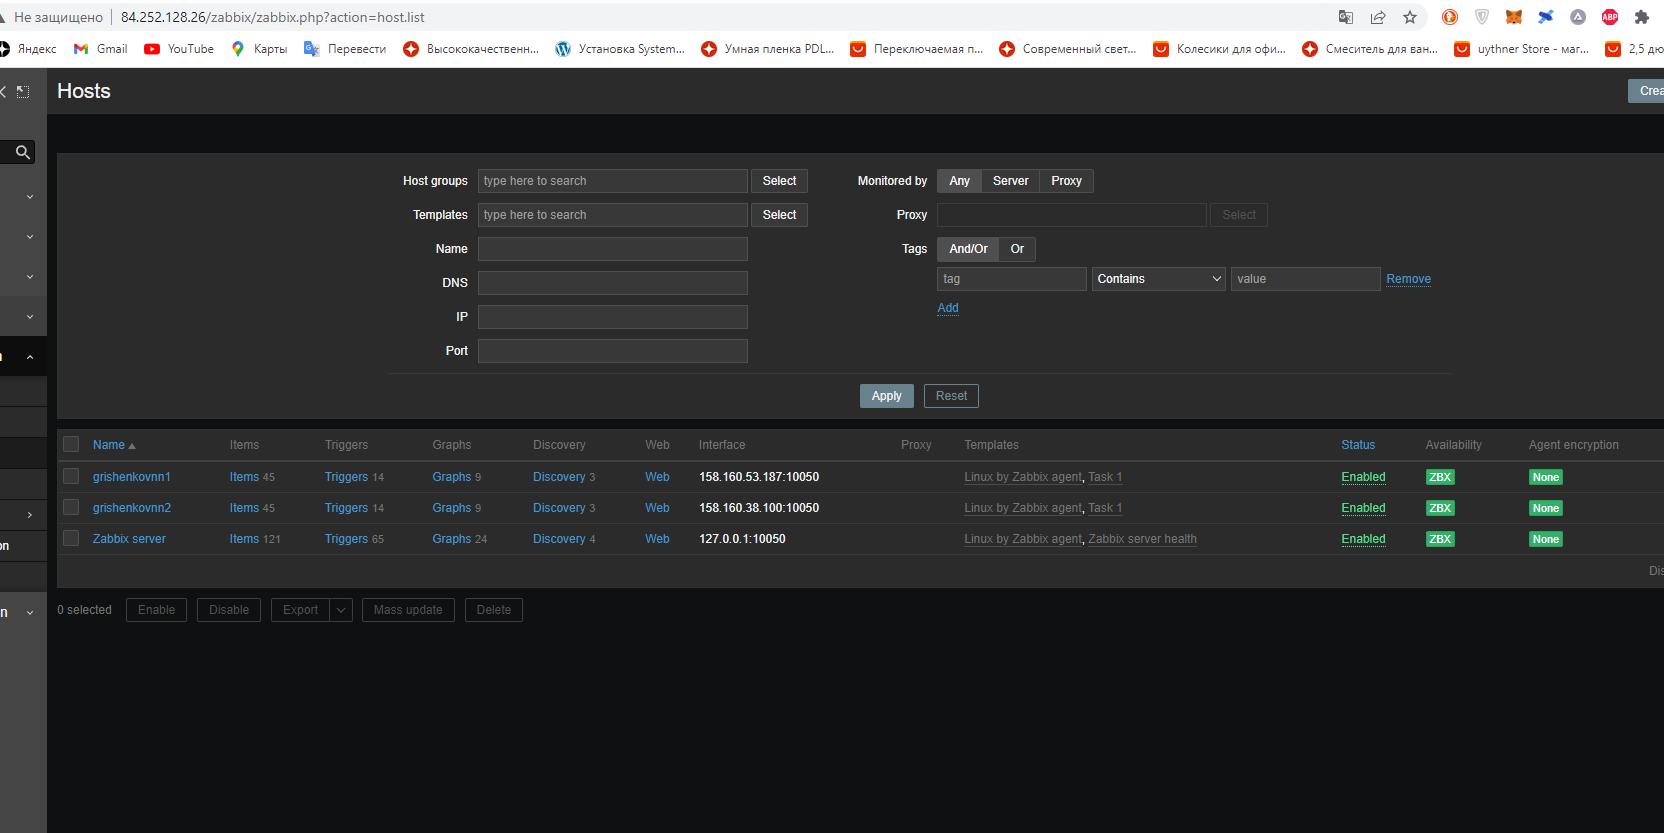 Не защищено 84.252.128.26/zabbix/zabbix.php?action=host.list
Яндекс Gmail YouTube Карты Перевести Высококачественн... Установка System... Умная пленка PDL... Переключаемая п... Современный свет... Колесики для офи... Смеситель для ван... uythner Store - маг... 2,5 дю
Hosts Crea
Host groups type here to search Select Monitored by Any Server Proxy
Templates type here to search Select Proxy Select
Name Tags And/Or Or
DNS tag Contains value Remove
IP Add
Port
Apply Reset
Name Items Triggers Graphs Discovery Web Interface Proxy Templates Status Availability Agent encryption
grishenkovnn1 Items 45 Triggers 14 Graphs 9 Discovery 3 Web 158.160.53.187:10050 Linux by Zabbix agent, Task 1 Enabled ZBX None
grishenkovnn2 Items 45 Triggers 14 Graphs 9 Discovery 3 Web 158.160.38.100:10050 Linux by Zabbix agent, Task 1 Enabled ZBX None
Zabbix server Items 121 Triggers 65 Graphs 24 Discovery 4 Web 127.0.0.1:10050 Linux by Zabbix agent, Zabbix server health Enabled ZBX None
on
Dis
n 0 selected Enable Disable Export Mass update Delete